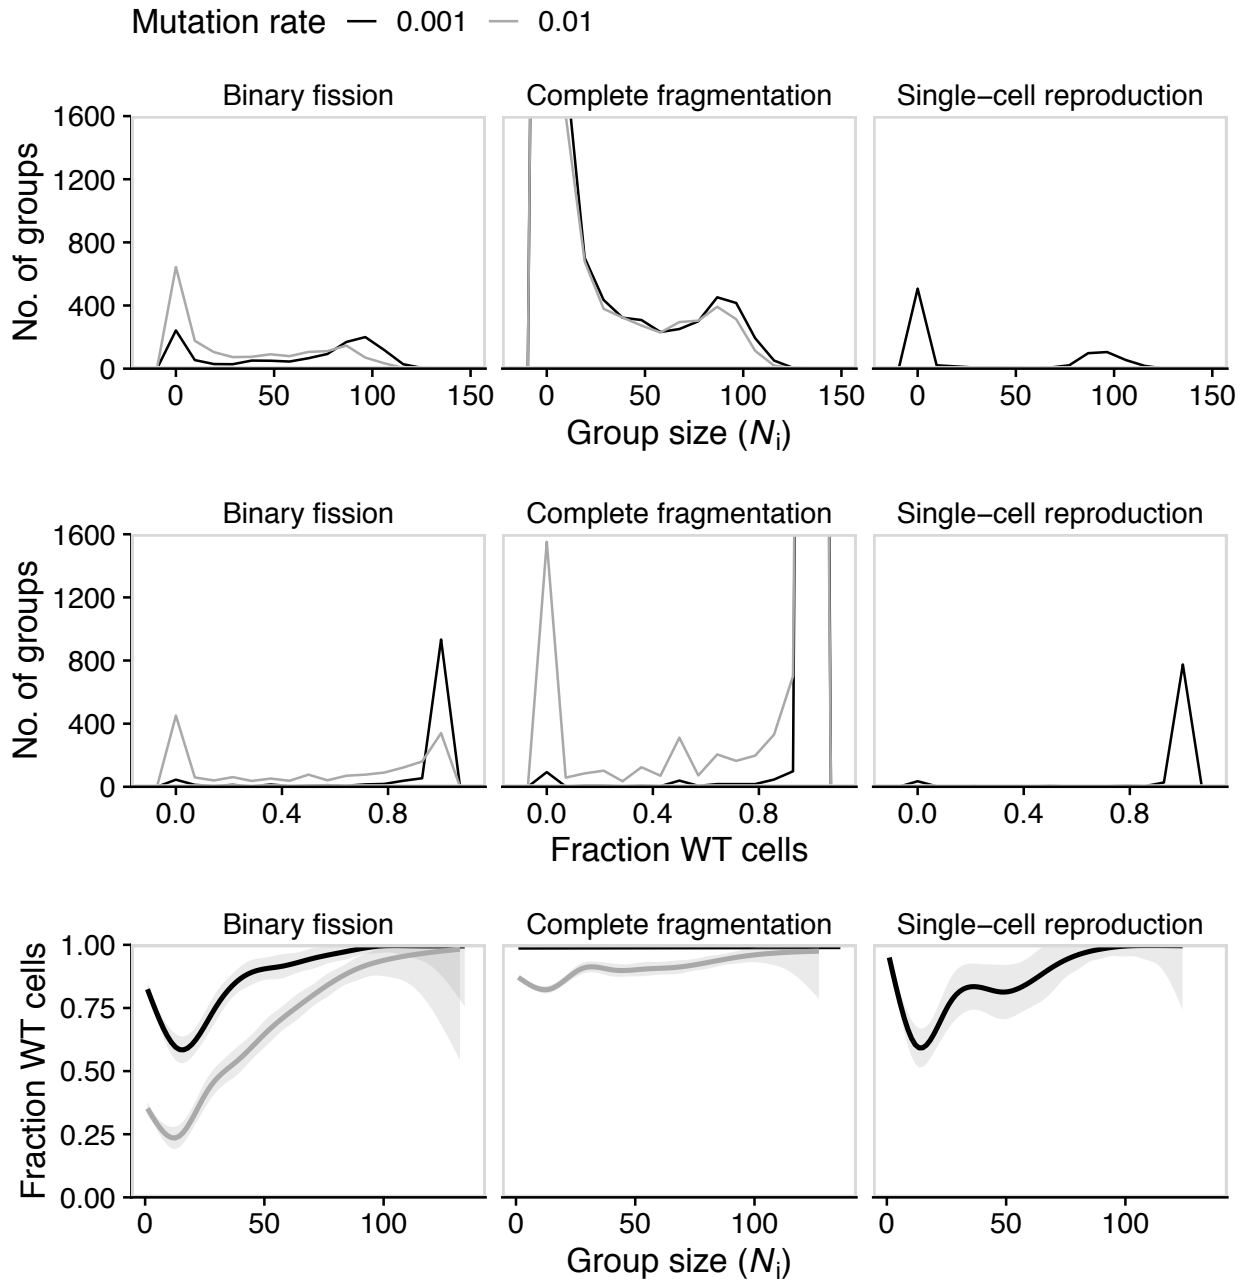 Mutation rate 0.001 0.01
Binary fission Complete fragmentation Single−cell reproduction
No. of groups
1600
1200
800
400
0
0 50 100 150 0 50 100 150 0 50 100 150
Group size (Ni)
Binary fission Complete fragmentation Single−cell reproduction
No. of groups
1600
1200
800
400
0
0.0 0.4 0.8 0.0 0.4 0.8 0.0 0.4 0.8
Fraction WT cells
Binary fission Complete fragmentation Single−cell reproduction
Fraction WT cells
1.00
0.75
0.50
0.25
0.00
0 50 100 0 50 100 0 50 100
Group size (Ni)